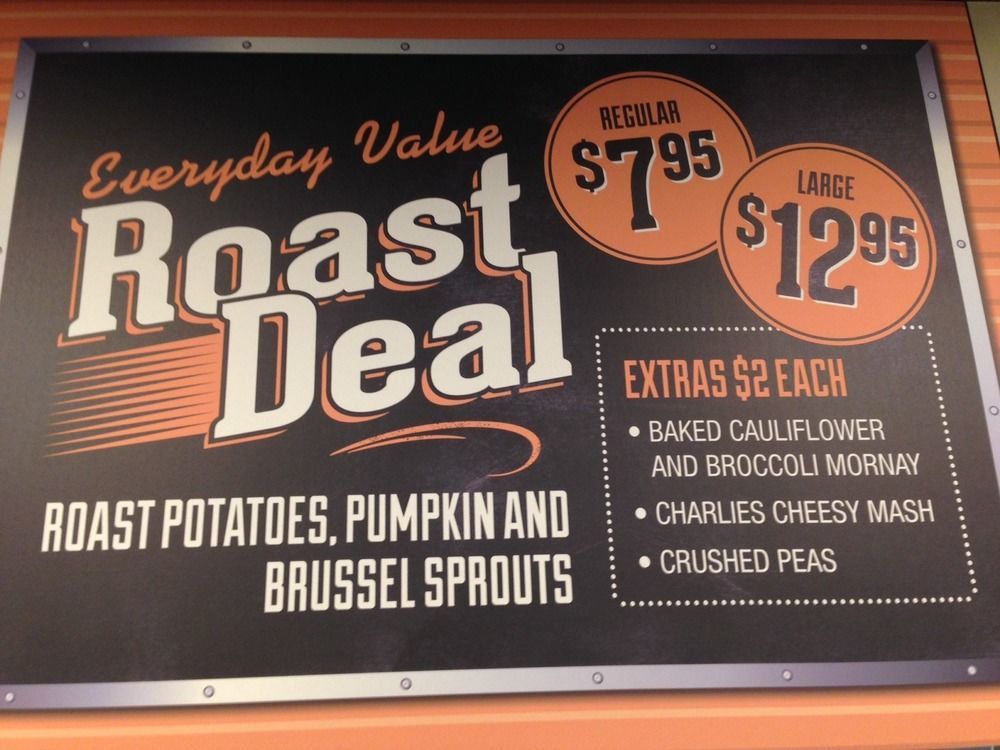 Everyday Value
Roast
Deal
REGULAR
$7.95
LARGE
$12.95
ROAST POTATOES, PUMPKIN AND
BRUSSEL SPROUTS
EXTRAS $2 EACH
• BAKED CAULIFLOWER
AND BROCCOLI MORNAY
• CHARLIES CHEESY MASH
• CRUSHED PEAS